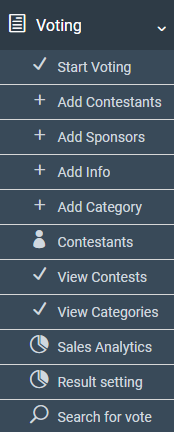 Voting
Start Voting
Add Contestants
Add Sponsors
Add Info
Add Category
Contestants
View Contests
View Categories
Sales Analytics
Result setting
Search for vote